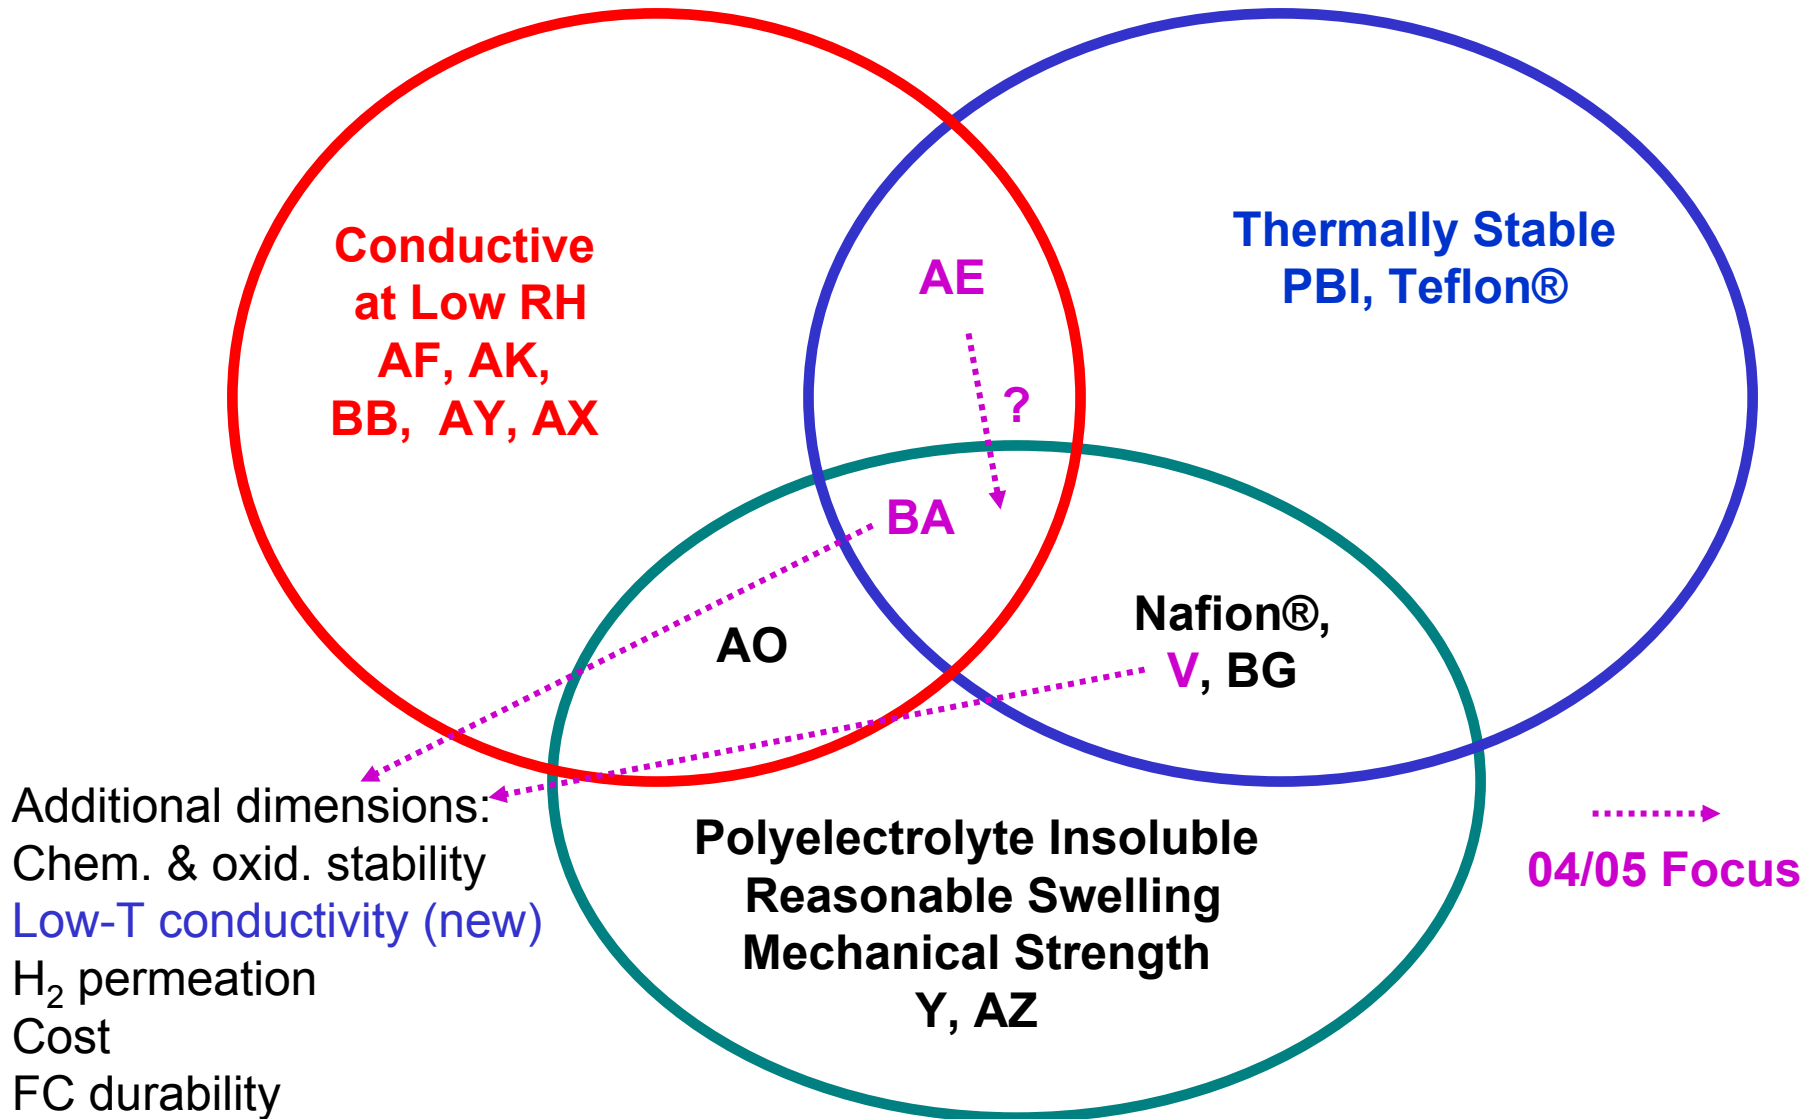 Conductive
at Low RH
AF, AK,
BB, AY, AX
Thermally Stable
PBI, Teflon®
AE
?
BA
AO
Nafion®,
V, BG
Polyelectrolyte Insoluble
Reasonable Swelling
Mechanical Strength
Y, AZ
04/05 Focus
Additional dimensions:
Chem. & oxid. stability
Low-T conductivity (new)
H₂ permeation
Cost
FC durability